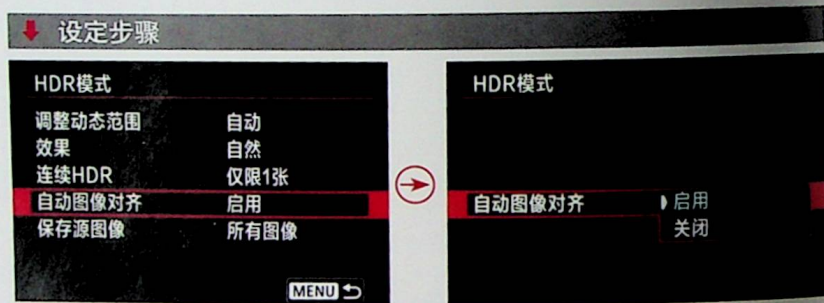 设定步骤
HDR模式
调整动态范围 自动
效果 自然
连续HDR 仅限1张
自动图像对齐 启用
保存源图像 所有图像
MENU
HDR模式
自动图像对齐 启用
关闭